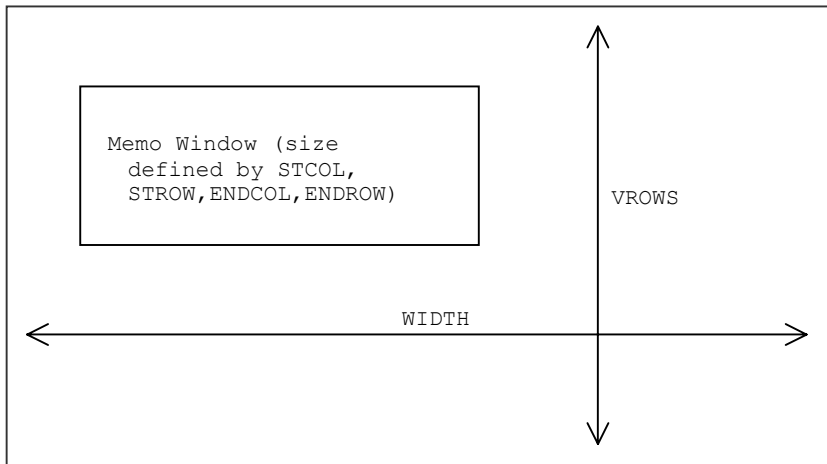 Memo Window (size
defined by STCOL,
STROW,ENDCOL,ENDROW)
VROWS
WIDTH